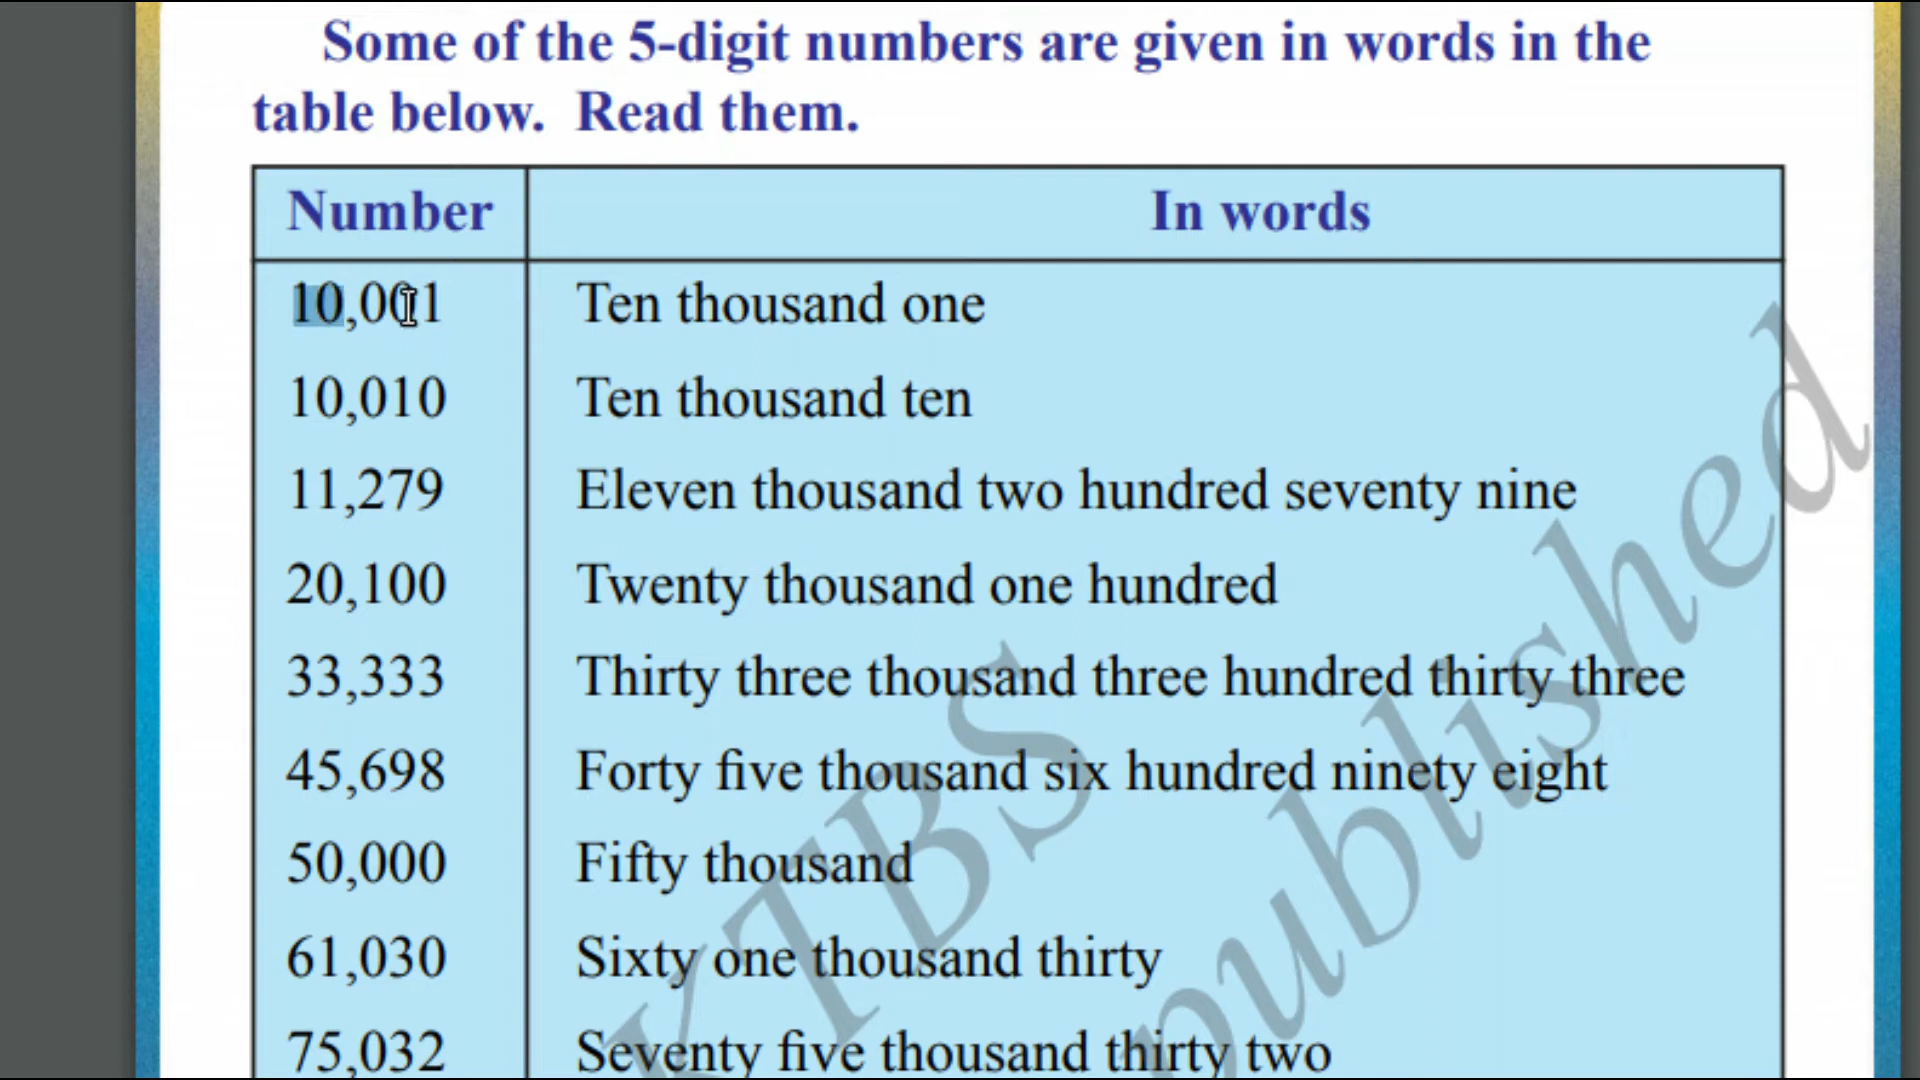 Some of the 5-digit numbers are given in words in the
table below. Read them.
Number In words
10,001 Ten thousand one
10,010 Ten thousand ten
11,279 Eleven thousand two hundred seventy nine
20,100 Twenty thousand one hundred
33,333 Thirty three thousand three hundred thirty three
45,698 Forty five thousand six hundred ninety eight
50,000 Fifty thousand
61,030 Sixty one thousand thirty
75,032 Seventy five thousand thirty two
KTBS
published